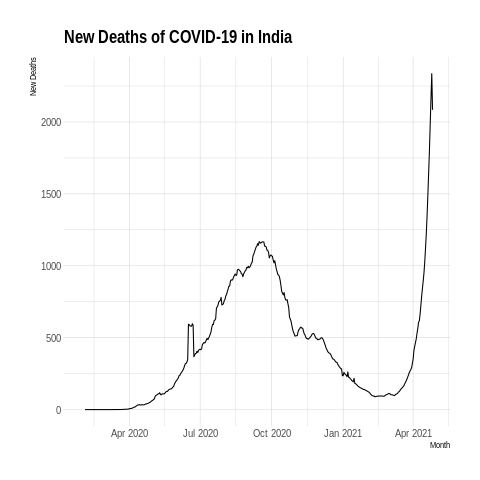 New Deaths of COVID-19 in India
New Deaths
2000
1500
1000
500
0
Apr 2020 Jul 2020 Oct 2020 Jan 2021 Apr 2021
Month